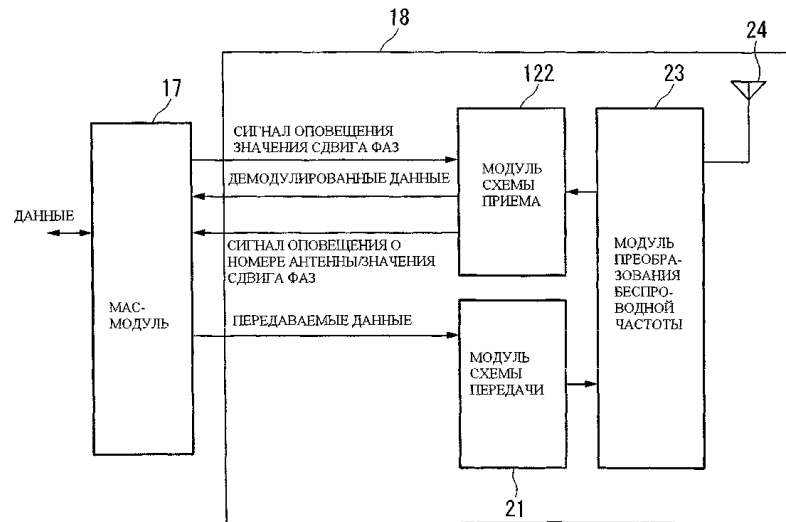 18
24
17
122
23
СИГНАЛ ОПОВЕЩЕНИЯ
ЗНАЧЕНИЯ СДВИГА ФАЗ
ДЕМОДУЛИРОВАННЫЕ ДАННЫЕ
МОДУЛЬ
СХЕМЫ
ПРИЕМА
ДАННЫЕ
СИГНАЛ ОПОВЕЩЕНИЯ О
НОМЕРЕ АНТЕННЫ/ЗНАЧЕНИЯ
СДВИГА ФАЗ
МОДУЛЬ
ПРЕОБРА-
ЗОВАНИЯ
БЕСПРО-
ВОДНОЙ
ЧАСТОТЫ
MAC-
МОДУЛЬ
ПЕРЕДАВАЕМЫЕ ДАННЫЕ
МОДУЛЬ
СХЕМЫ
ПЕРЕДАЧИ
21